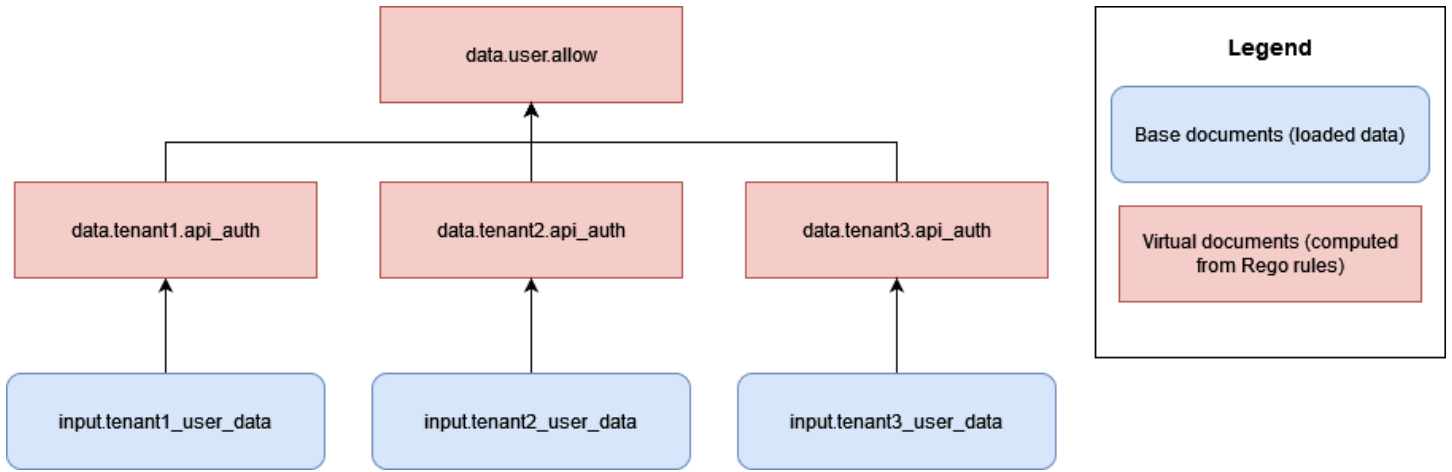 data.user.allow
data.tenant1.api_auth
data.tenant2.api_auth
data.tenant3.api_auth
input.tenant1_user_data
input.tenant2_user_data
input.tenant3_user_data
Legend
Base documents (loaded data)
Virtual documents (computed
from Rego rules)